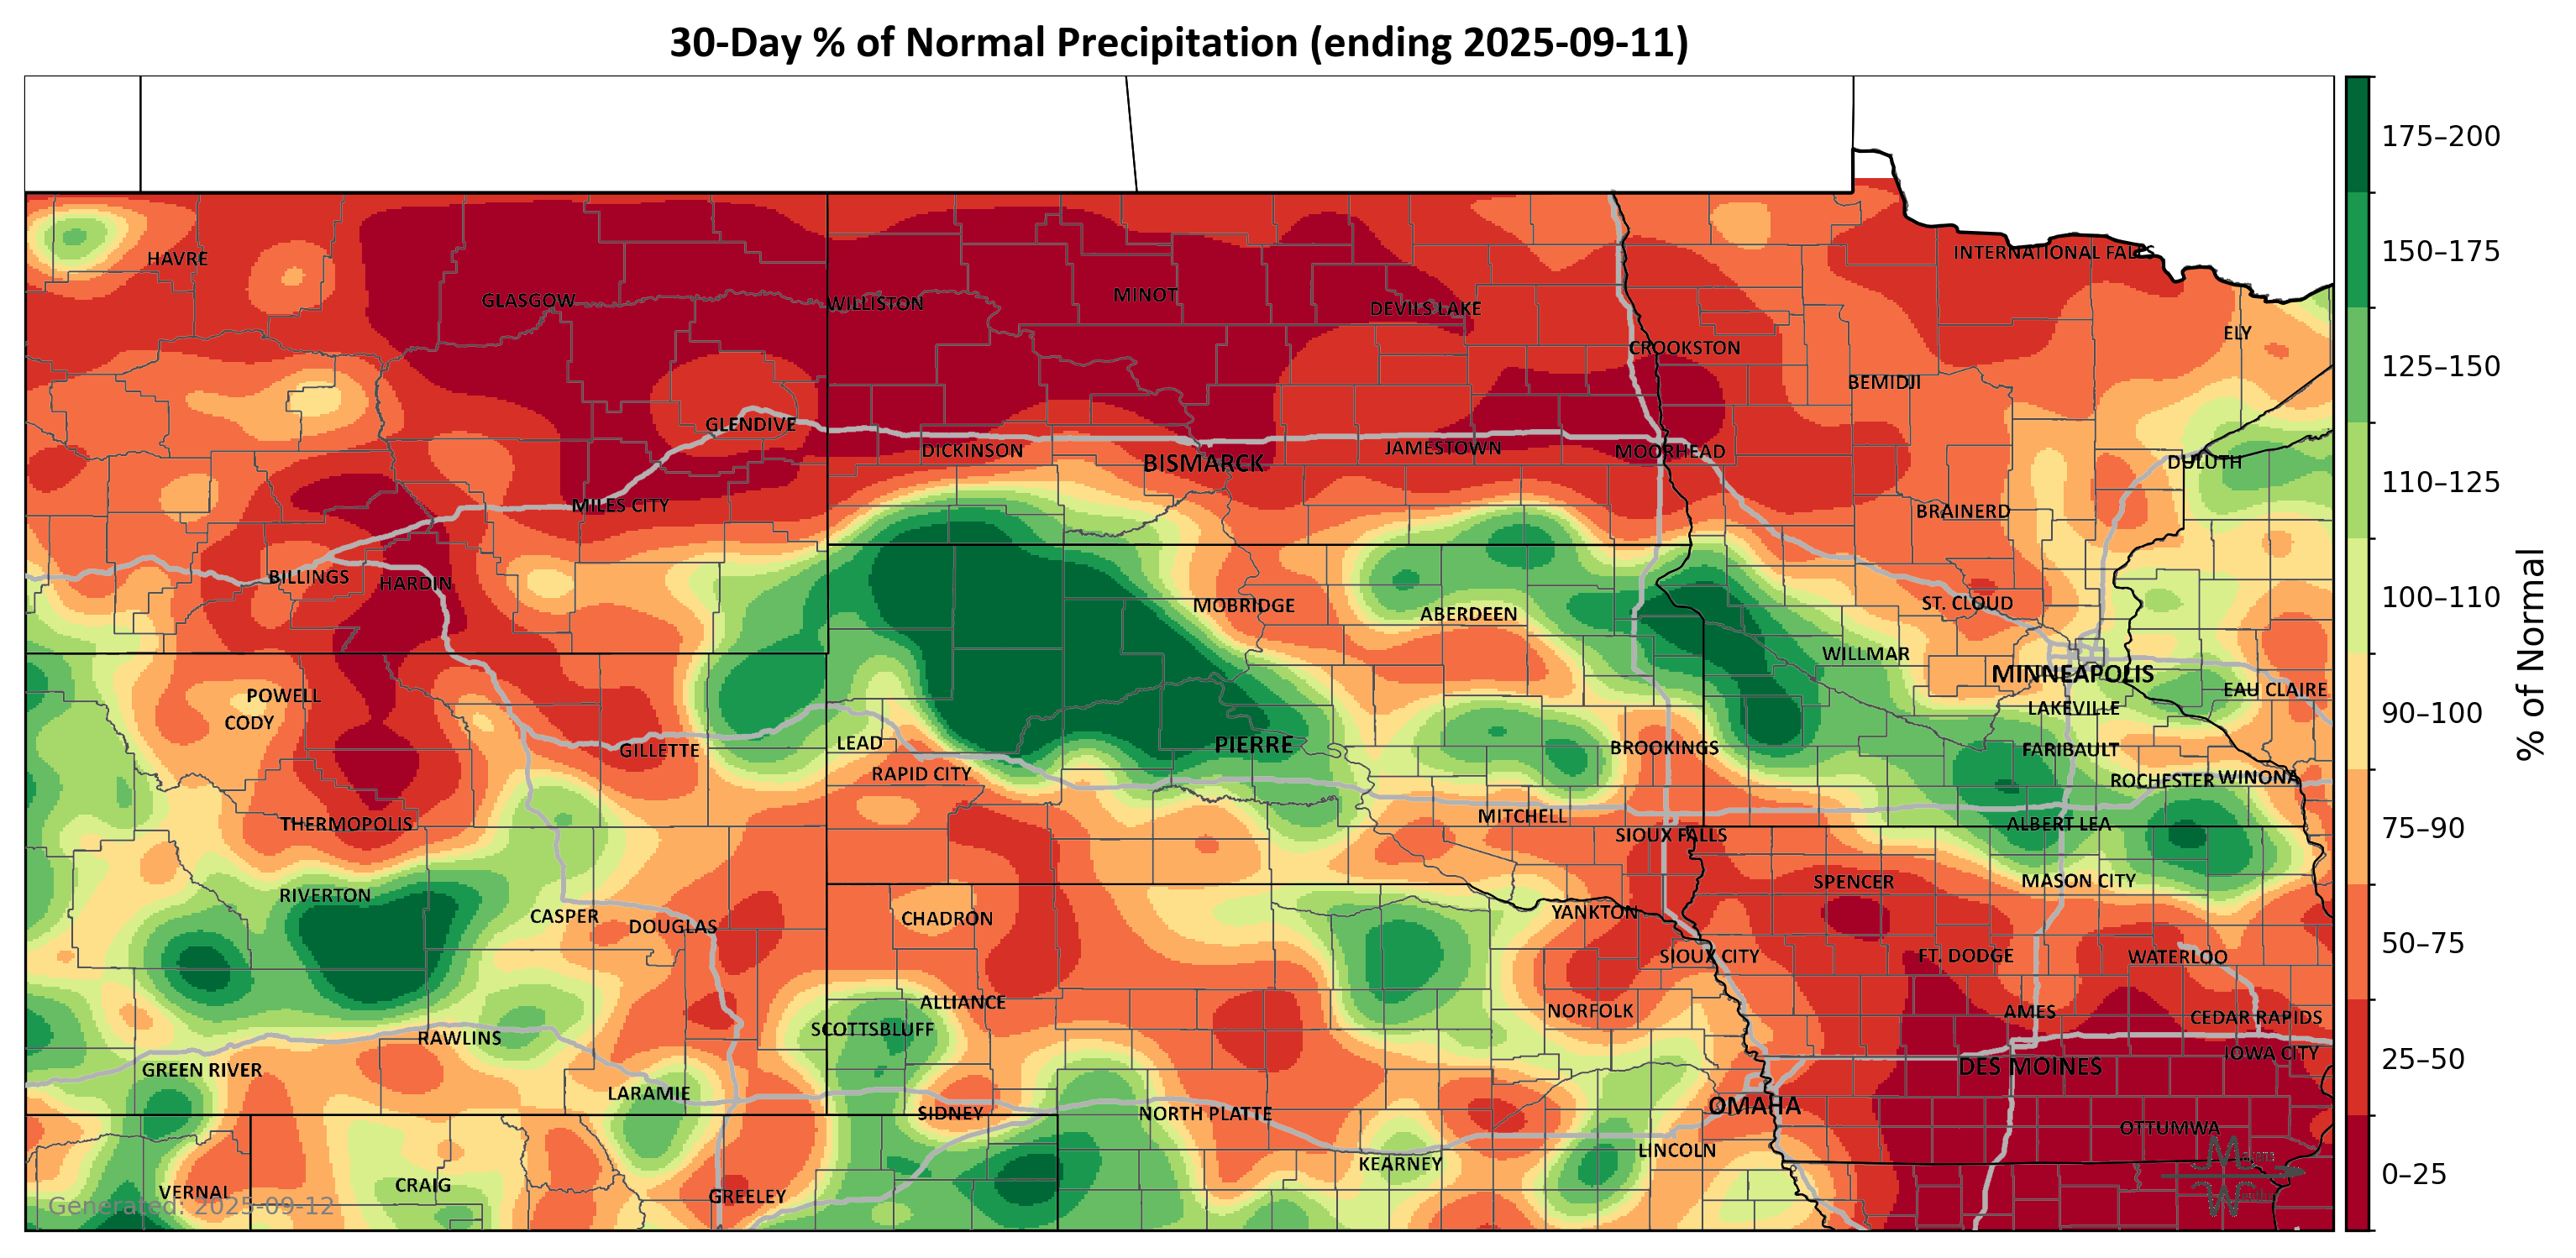 30-Day % of Normal Precipitation (ending 2025-09-11)
175–200
150–175
125–150
110–125
100–110
90–100
75–90
50–75
25–50
0–25
% of Normal
HAVRE
INTERNATIONAL FALLS
GLASGOW
WILLISTON
MINOT
DEVILS LAKE
ELY
CROOKSTON
BEMIDJI
GLENDIVE
DICKINSON
BISMARCK
JAMESTOWN
MOORHEAD
DULUTH
MILES CITY
BRAINERD
BILLINGS
HARDIN
MOBRIDGE
ABERDEEN
ST. CLOUD
WILLMAR
MINNEAPOLIS
POWELL
EAU CLAIRE
CODY
LAKEVILLE
GILLETTE
LEAD
PIERRE
BROOKINGS
FARIBAULT
RAPID CITY
ROCHESTER
WINONA
THERMOPOLIS
MITCHELL
SIOUX FALLS
ALBERT LEA
RIVERTON
SPENCER
MASON CITY
CASPER
DOUGLAS
CHADRON
YANKTON
SIOUX CITY
FT. DODGE
WATERLOO
ALLIANCE
NORFOLK
AMES
CEDAR RAPIDS
SCOTTSBLUFF
RAWLINS
IOWA CITY
GREEN RIVER
DES MOINES
LARAMIE
SIDNEY
NORTH PLATTE
OMAHA
OTTUMWA
KEARNEY
LINCOLN
VERNAL
CRAIG
GREELEY
Generated: 2025-09-12